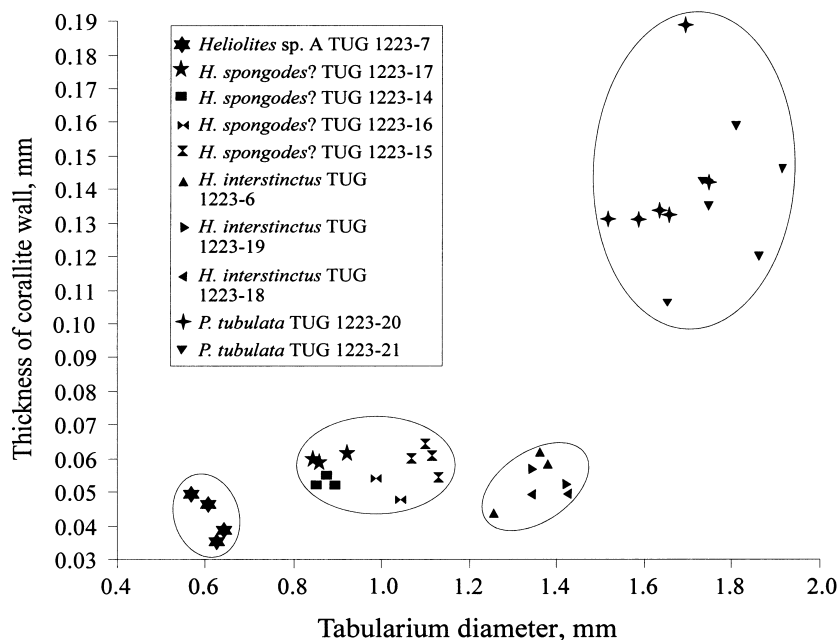 0.19
0.18
0.17
0.16
0.15
0.14
0.13
0.12
0.11
0.10
0.09
0.08
0.07
0.06
0.05
0.04
0.03
Thickness of corallite wall, mm
Heliolites sp. A TUG 1223-7
H. spongodes? TUG 1223-17
H. spongodes? TUG 1223-14
H. spongodes? TUG 1223-16
H. spongodes? TUG 1223-15
H. interstinctus TUG
1223-6
H. interstinctus TUG
1223-19
H. interstinctus TUG
1223-18
P. tubulata TUG 1223-20
P. tubulata TUG 1223-21
0.4 0.6 0.8 1.0 1.2 1.4 1.6 1.8 2.0
Tabularium diameter, mm